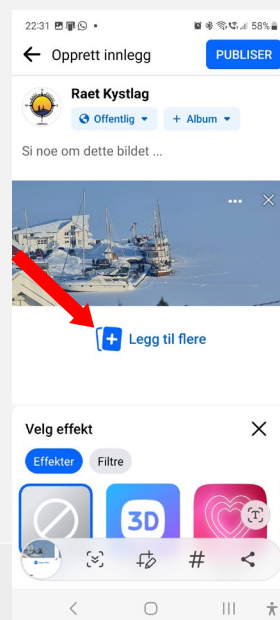 22:31
58%
Opprett innlegg
PUBLISER
Raet Kystlag
Offentlig
+ Album
Si noe om dette bildet ...
Legg til flere
Velg effekt
Effekter
Filtre
3D
T
#